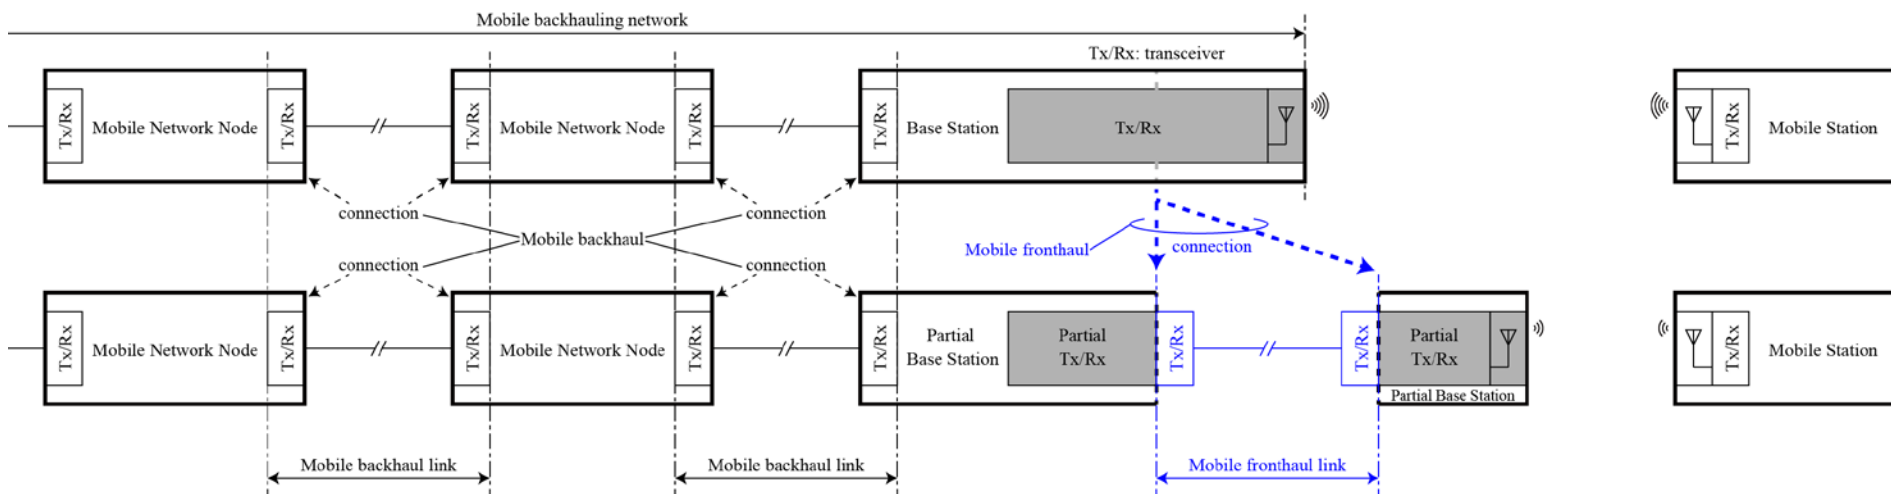 Mobile backhauling network
Tx/Rx: transceiver
Tx/Rx
Mobile Network Node
Tx/Rx
Tx/Rx
Mobile Network Node
Tx/Rx
Tx/Rx
Base Station
Tx/Rx
Tx/Rx
Mobile Station
connection
connection
Mobile backhaul
Mobile fronthaul
connection
connection
connection
Tx/Rx
Mobile Network Node
Tx/Rx
Tx/Rx
Mobile Network Node
Tx/Rx
Tx/Rx
Partial
Base Station
Partial
Tx/Rx
Tx/Rx
Tx/Rx
Partial
Tx/Rx
Partial Base Station
Tx/Rx
Mobile Station
Mobile backhaul link
Mobile backhaul link
Mobile fronthaul link